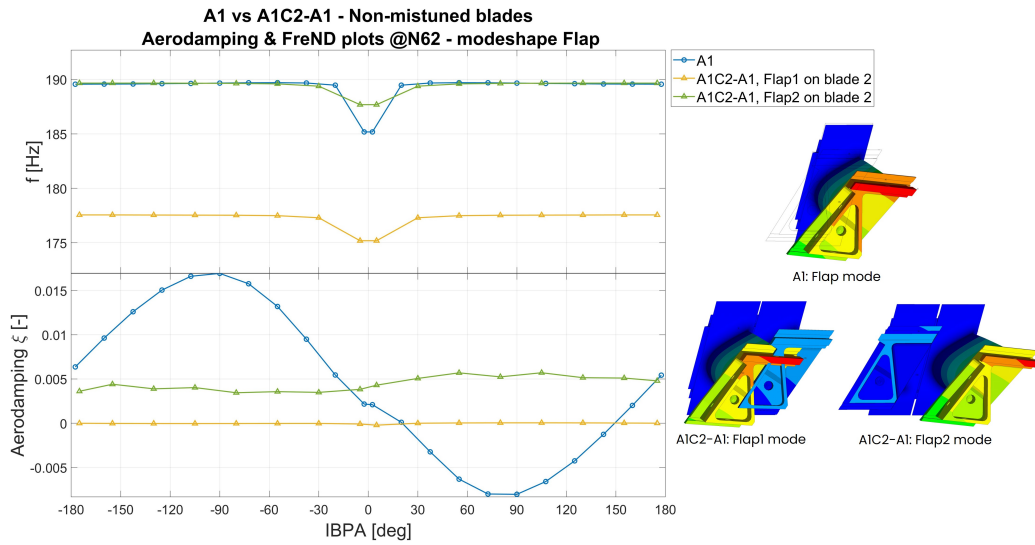 A1 vs A1C2-A1 - Non-mistuned blades
Aerodamping & FreND plots @N62 - modeshape Flap
A1
A1C2-A1, Flap1 on blade 2
A1C2-A1, Flap2 on blade 2
190
185
180
175
f [Hz]
0.015
0.01
0.005
0
-0.005
Aerodamping ξ [-]
-180
-150
-120
-90
-60
-30
0
30
60
90
120
150
180
IBPA [deg]
A1: Flap mode
A1C2-A1: Flap1 mode
A1C2-A1: Flap2 mode